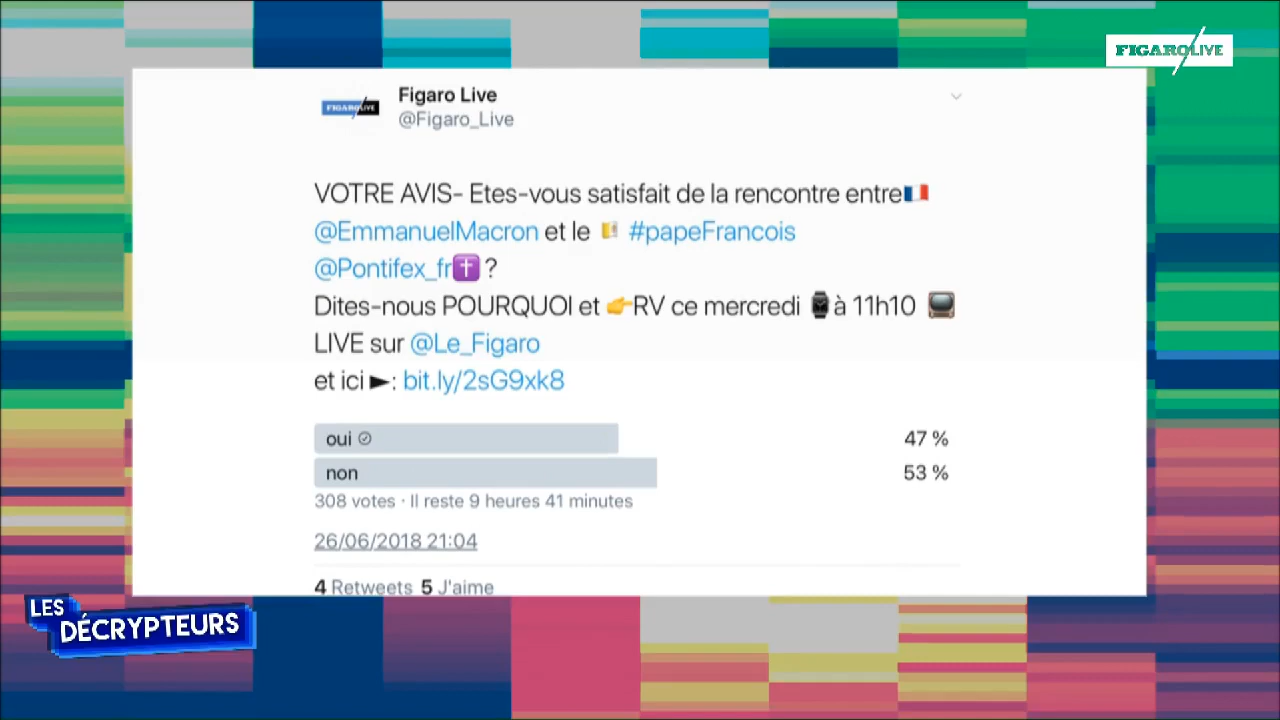 FIGAROLIVE
FIGAROLIVE
Figaro Live
@Figaro_Live
VOTRE AVIS- Etes-vous satisfait de la rencontre entre🇫🇷
@EmmanuelMacron et le 🇻🇦 #papeFrancois
@Pontifex_fr✝️ ?
Dites-nous POURQUOI et 👉RV ce mercredi ⌚à 11h10 📺
LIVE sur @Le_Figaro
et ici ►: bit.ly/2sG9xk8
oui 47 %
non 53 %
308 votes · Il reste 9 heures 41 minutes
26/06/2018 21:04
4 Retweets 5 J'aime
LES
DÉCRYPTEURS